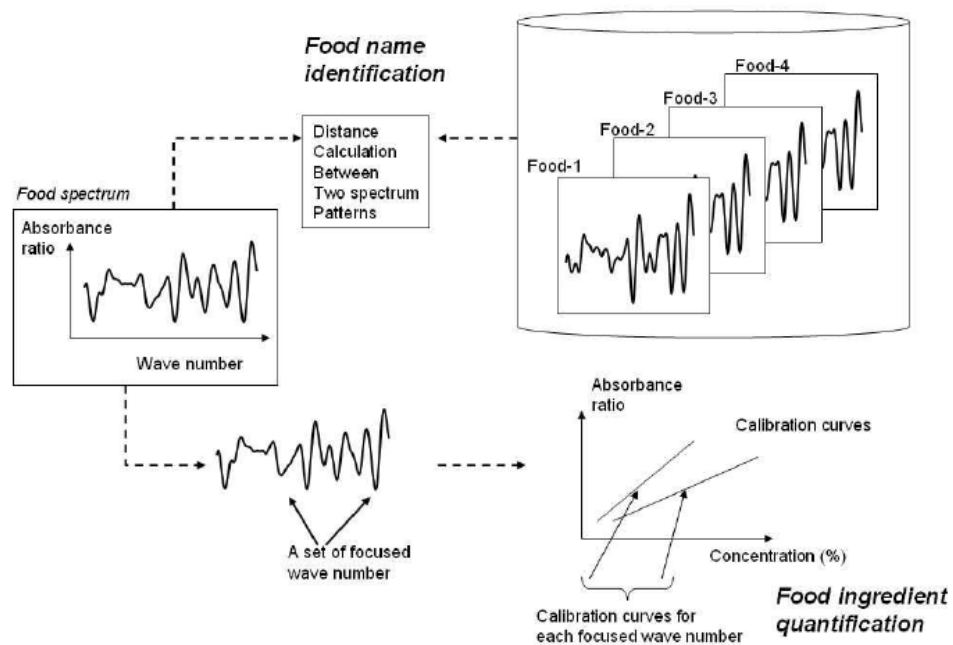 Food name
identification
Food-4
Food-3
Food-2
Food-1
Distance
Calculation
Between
Two spectrum
Patterns
Food spectrum
Absorbance
ratio
Wave number
A set of focused
wave number
Absorbance
ratio
Calibration curves
Concentration (%)
Calibration curves for
each focused wave number
Food ingredient
quantification